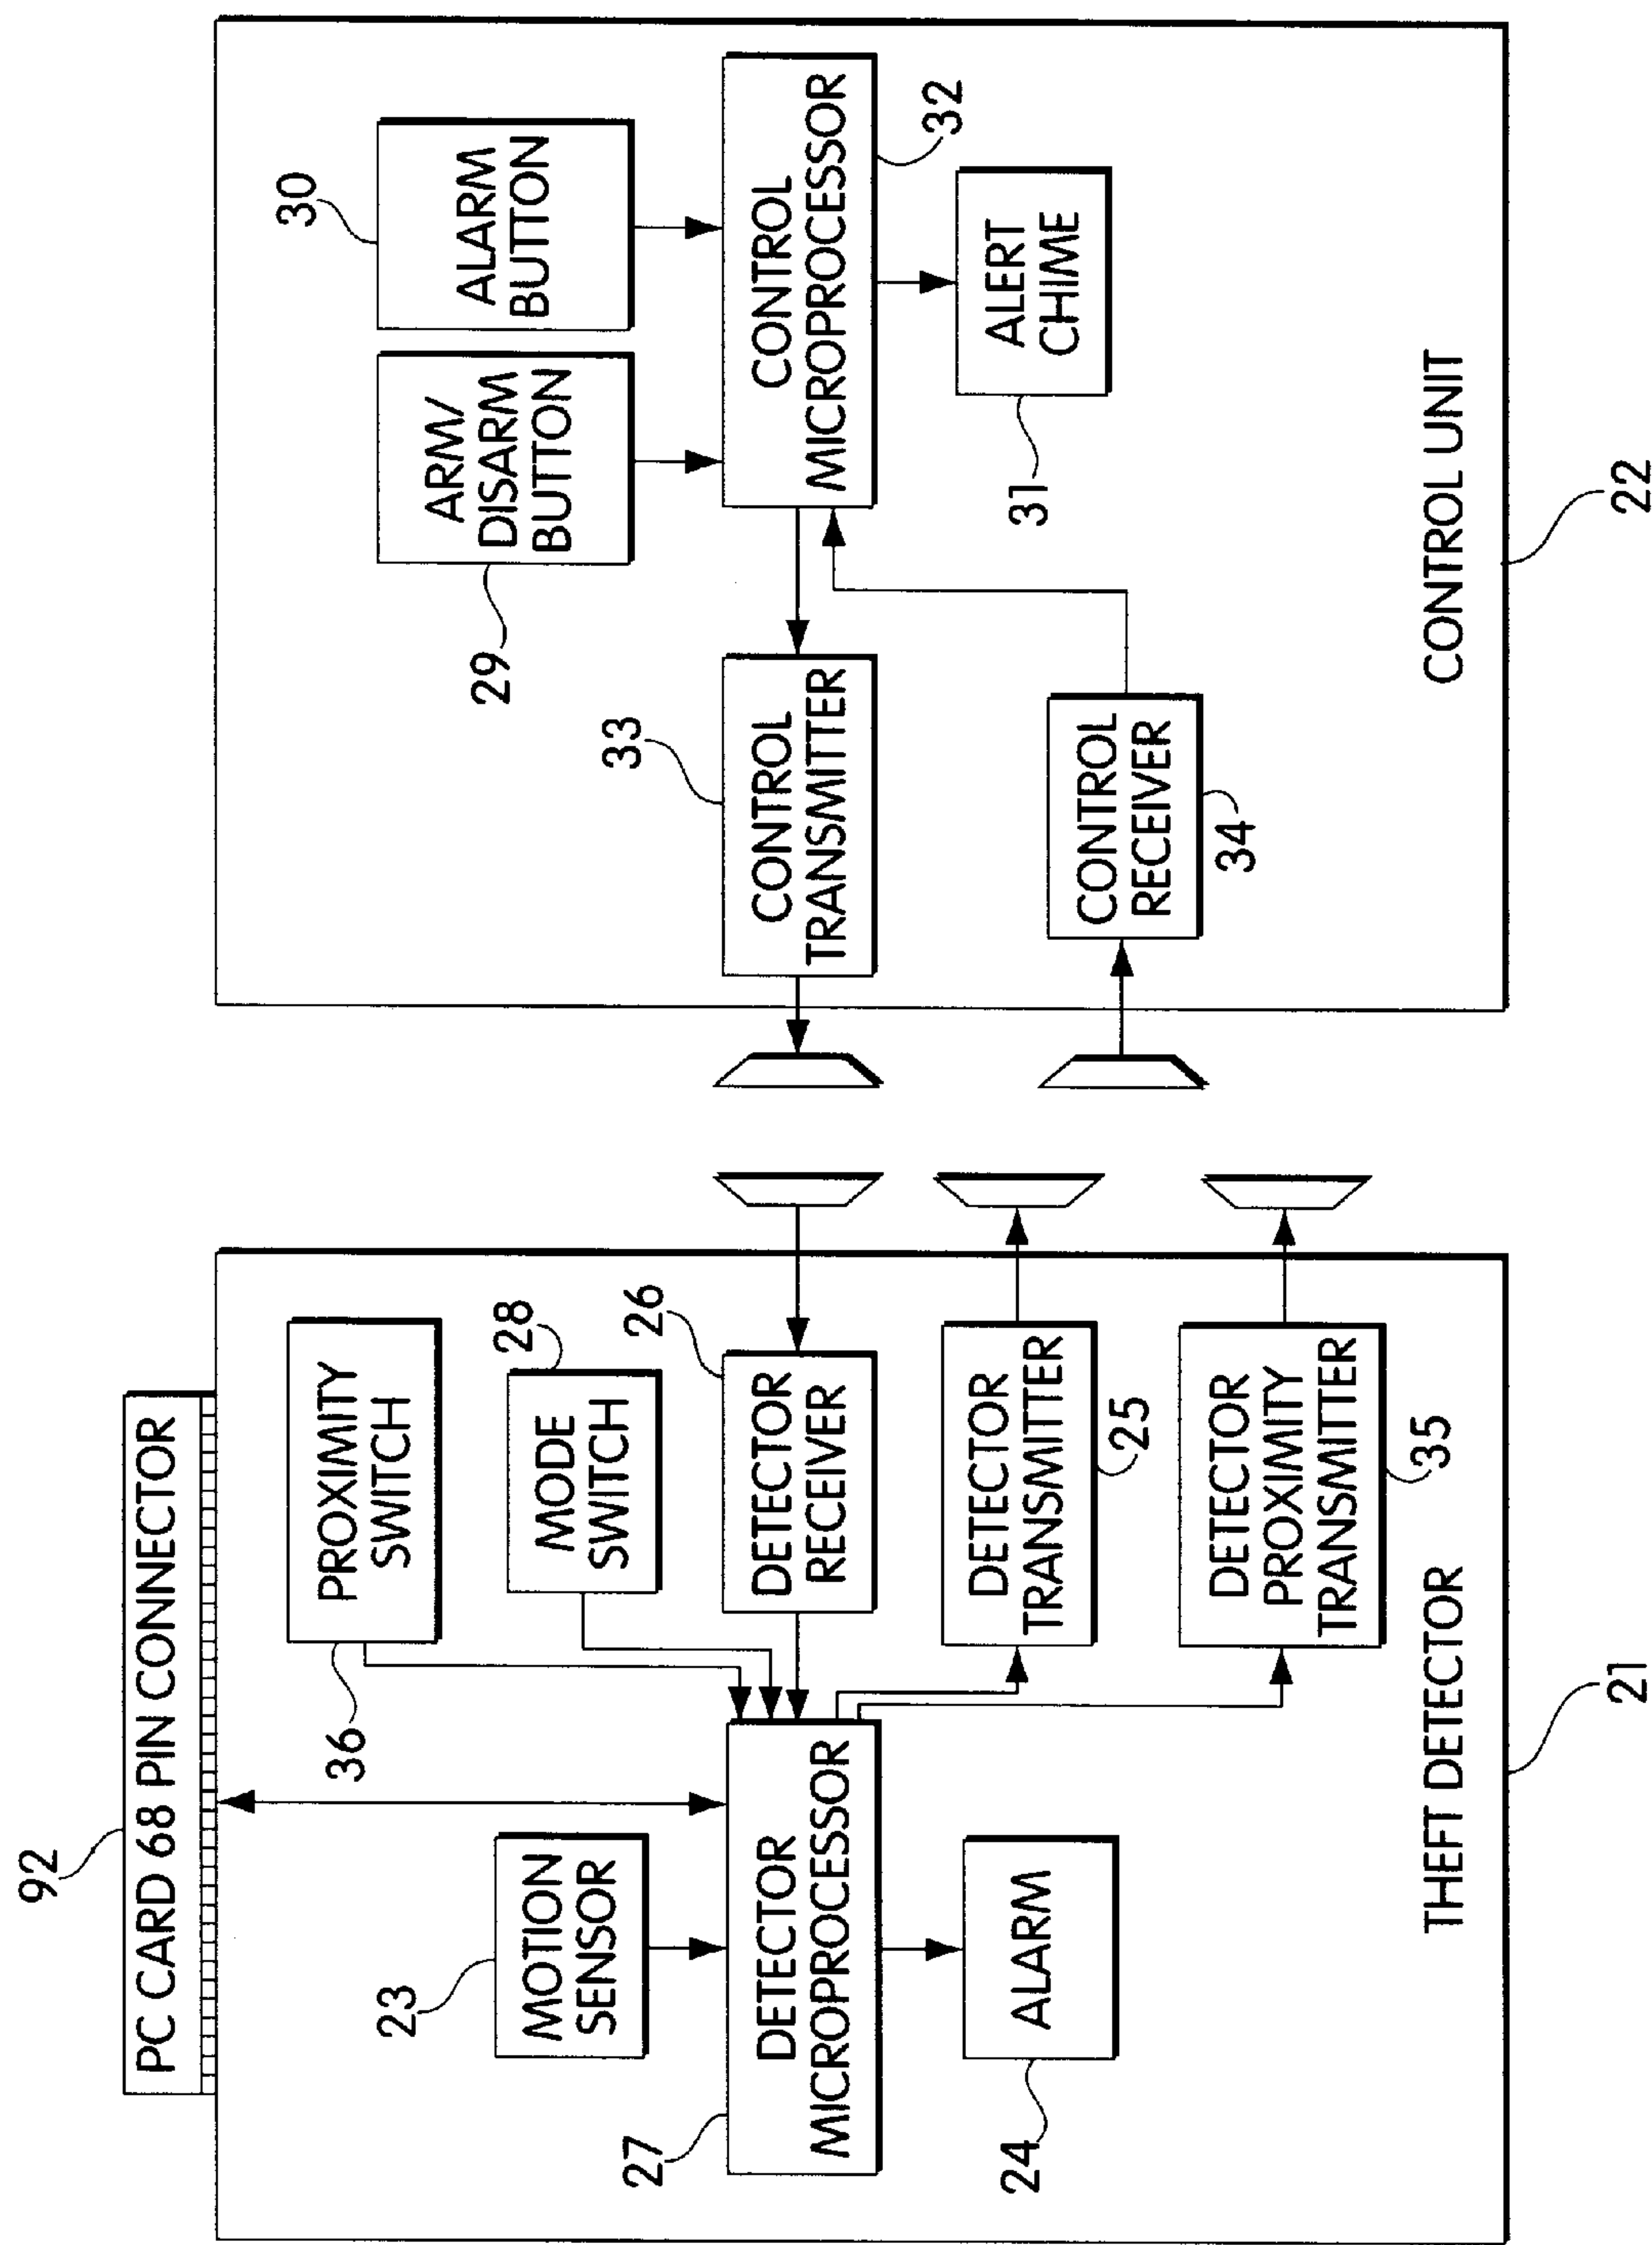 92
PC CARD 68 PIN CONNECTOR
PROXIMITY
SWITCH
36
MODE
SWITCH
28
MOTION
SENSOR
23
DETECTOR
MICROPROCESSOR
27
DETECTOR
RECEIVER
26
DETECTOR
TRANSMITTER
25
DETECTOR
PROXIMITY
TRANSMITTER
35
ALARM
24
THEFT DETECTOR
21
ARM/
DISARM
BUTTON
29
ALARM
BUTTON
30
CONTROL
TRANSMITTER
33
CONTROL
MICROPROCESSOR
32
CONTROL
RECEIVER
34
ALERT
CHIME
31
CONTROL UNIT
22